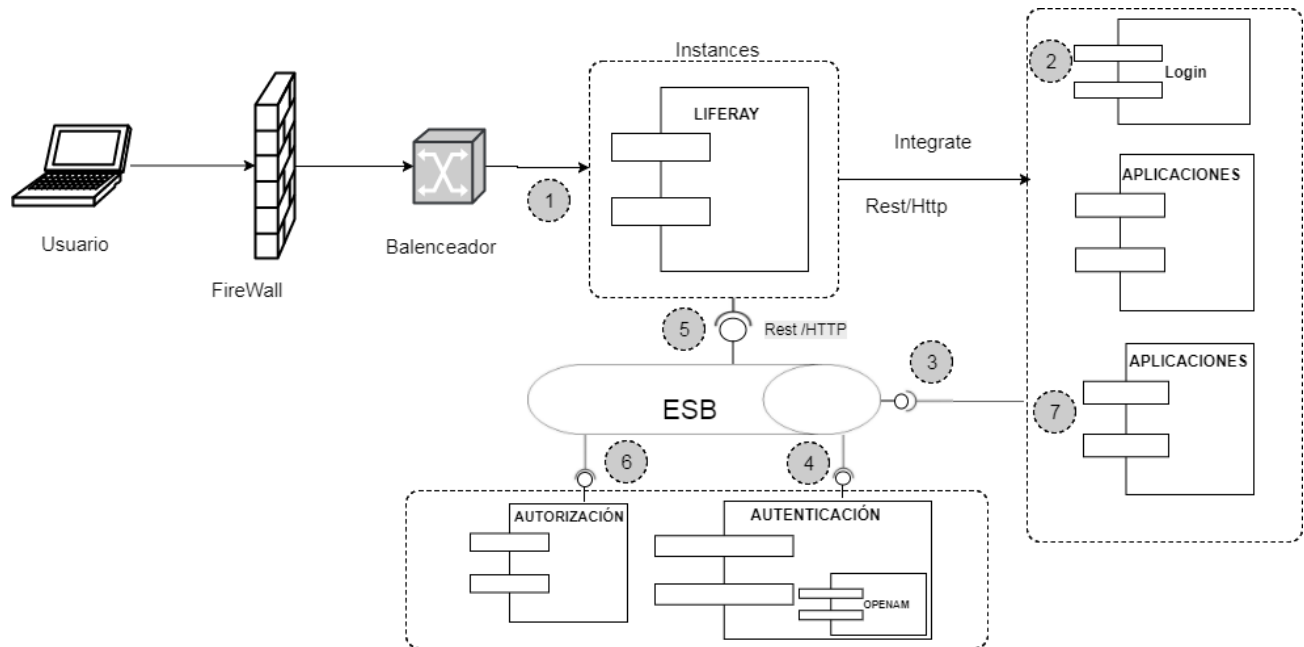 Instances
2
Login
LIFERAY
Integrate
APLICACIONES
1
Rest/Http
Usuario
Balenceador
FireWall
5
Rest /HTTP
3
APLICACIONES
ESB
7
6
4
AUTORIZACIÓN
AUTENTICACIÓN
OPENAM